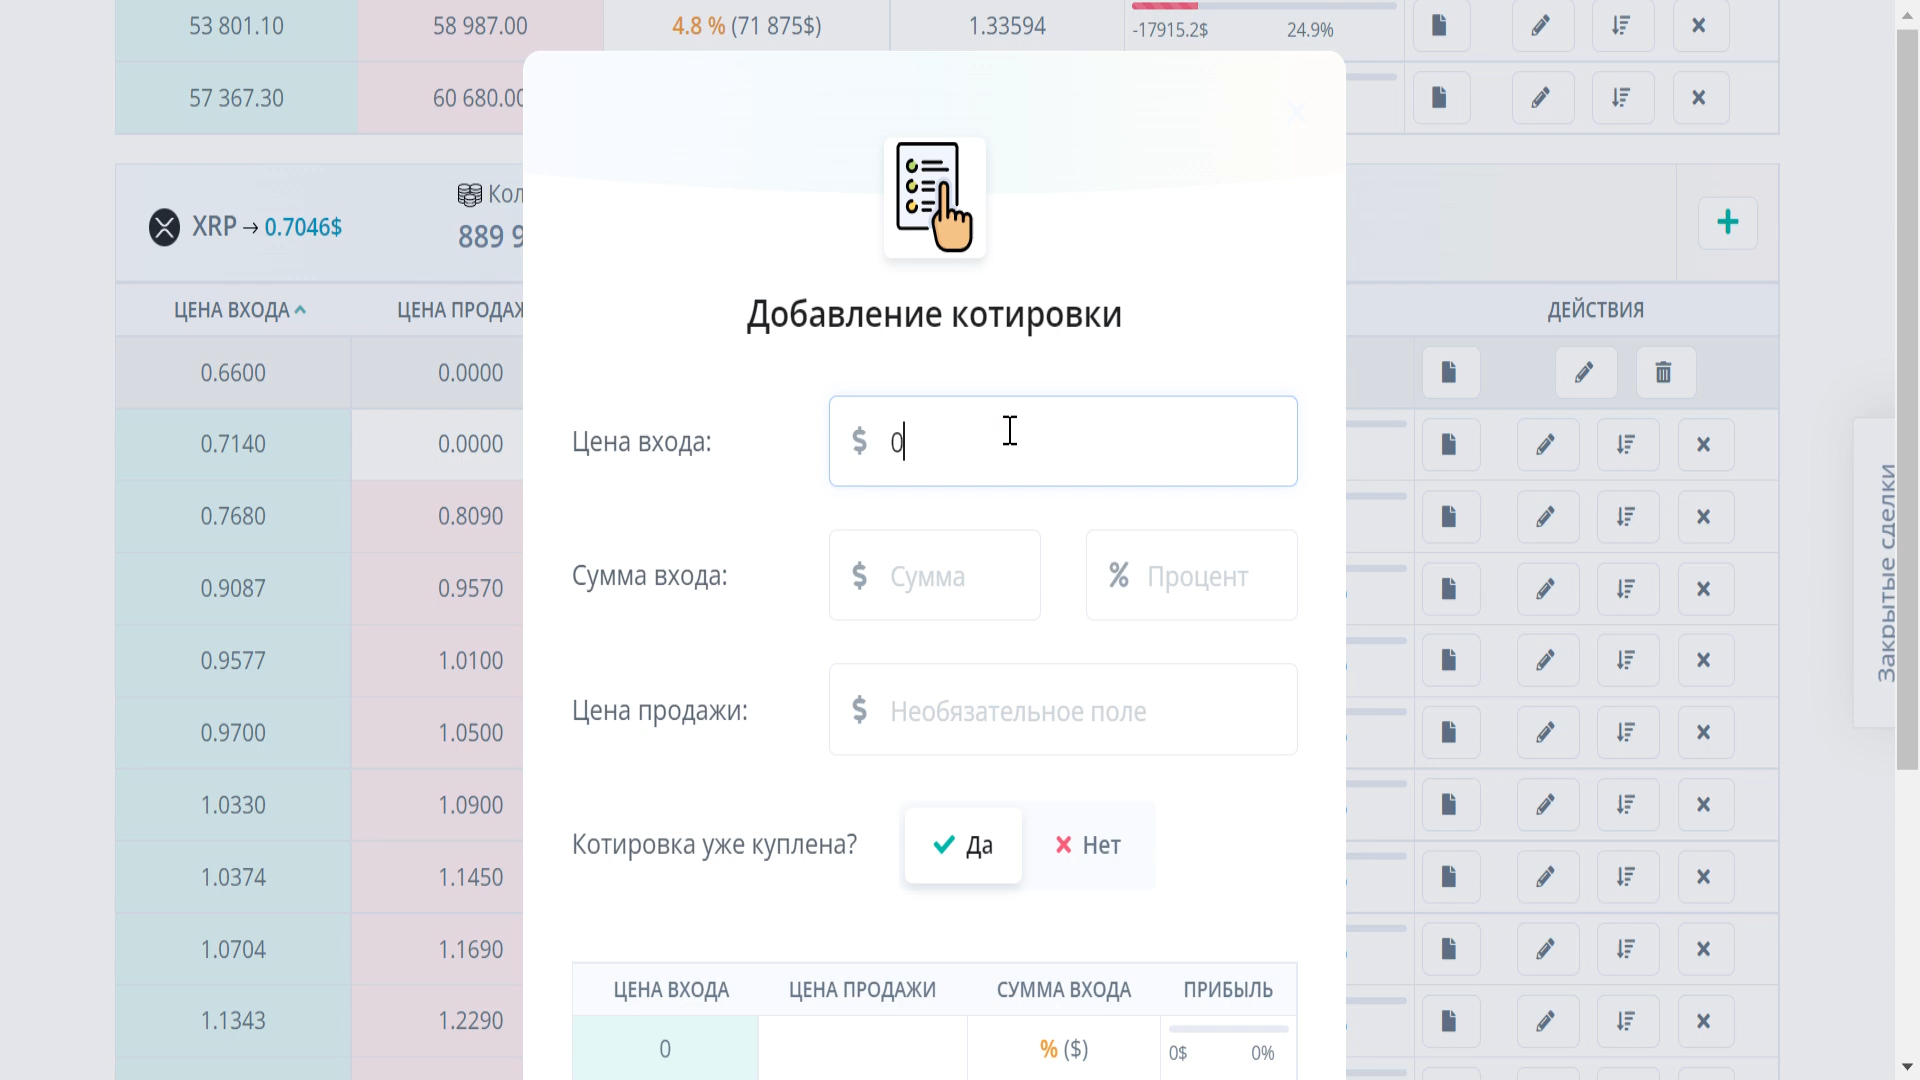 53 801.10 58 987.00 4.8 % (71 875$) 1.33594 -17915.2$ 24.9%
57 367.30 60 680.00
XRP → 0.7046$
Кол
889 9
ЦЕНА ВХОДА ЦЕНА ПРОДАЖ ДЕЙСТВИЯ
0.6600 0.0000
0.7140 0.0000
0.7680 0.8090
0.9087 0.9570
0.9577 1.0100
0.9700 1.0500
1.0330 1.0900
1.0374 1.1450
1.0704 1.1690
1.1343 1.2290
Добавление котировки
Цена входа: $ 0
Сумма входа: $ Сумма % Процент
Цена продажи: $ Необязательное поле
Котировка уже куплена? Да Нет
ЦЕНА ВХОДА ЦЕНА ПРОДАЖИ СУММА ВХОДА ПРИБЫЛЬ
0 % ($) 0$ 0%
Закрытые сделки